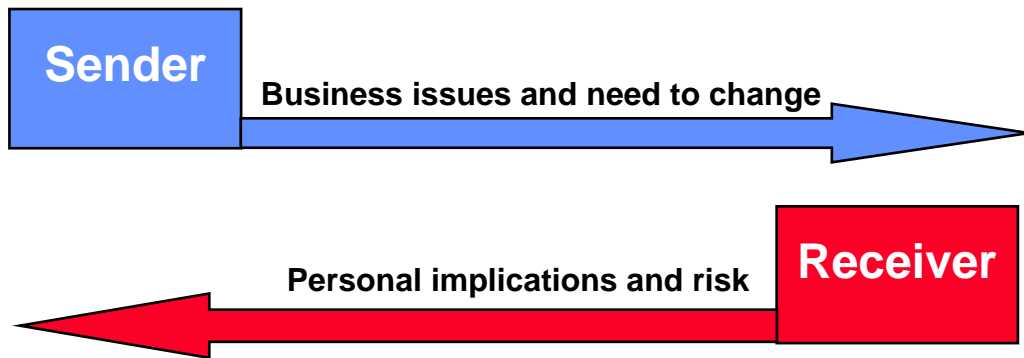 Sender
Business issues and need to change
Receiver
Personal implications and risk